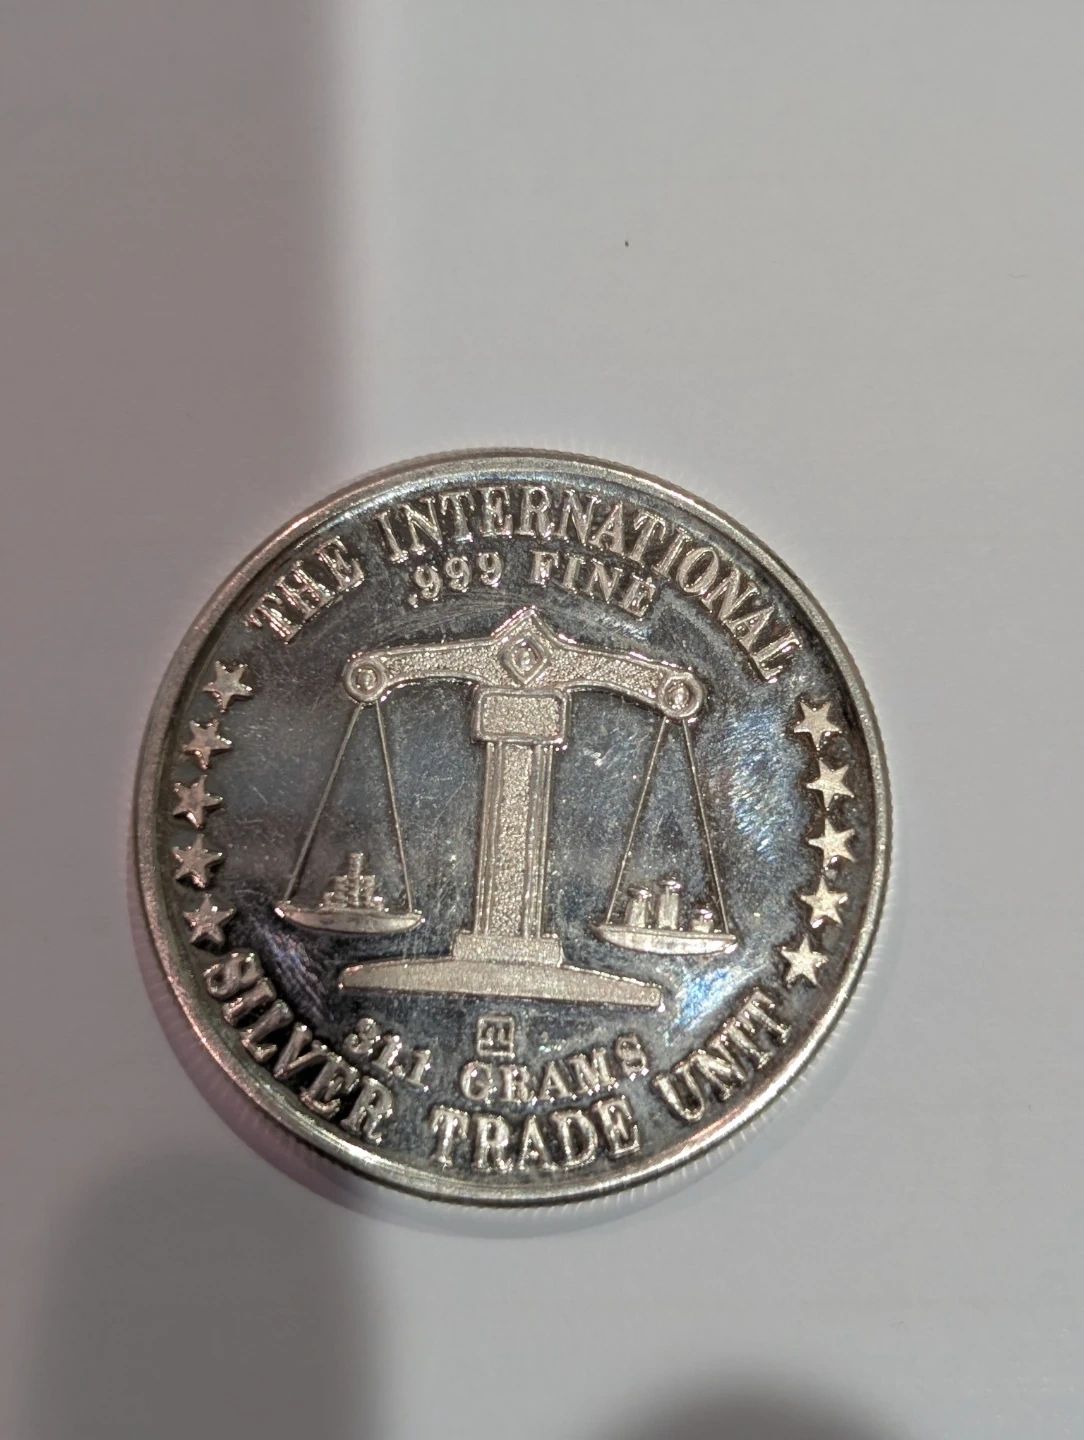 THE INTERNATIONAL
.999 FINE
31.1 GRAMS
SILVER TRADE UNIT